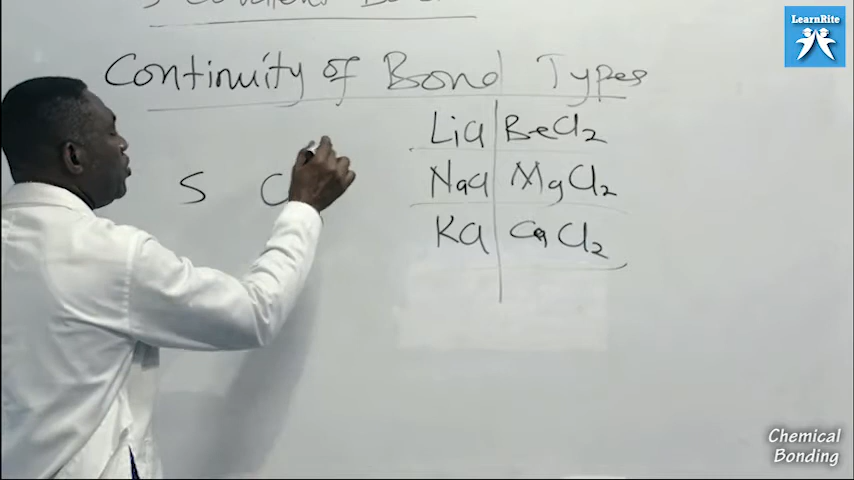 LearnRite
Continuity of Bond Types
LiCl BeCl2
S C NaCl MgCl2
KCl CaCl2
Chemical
Bonding